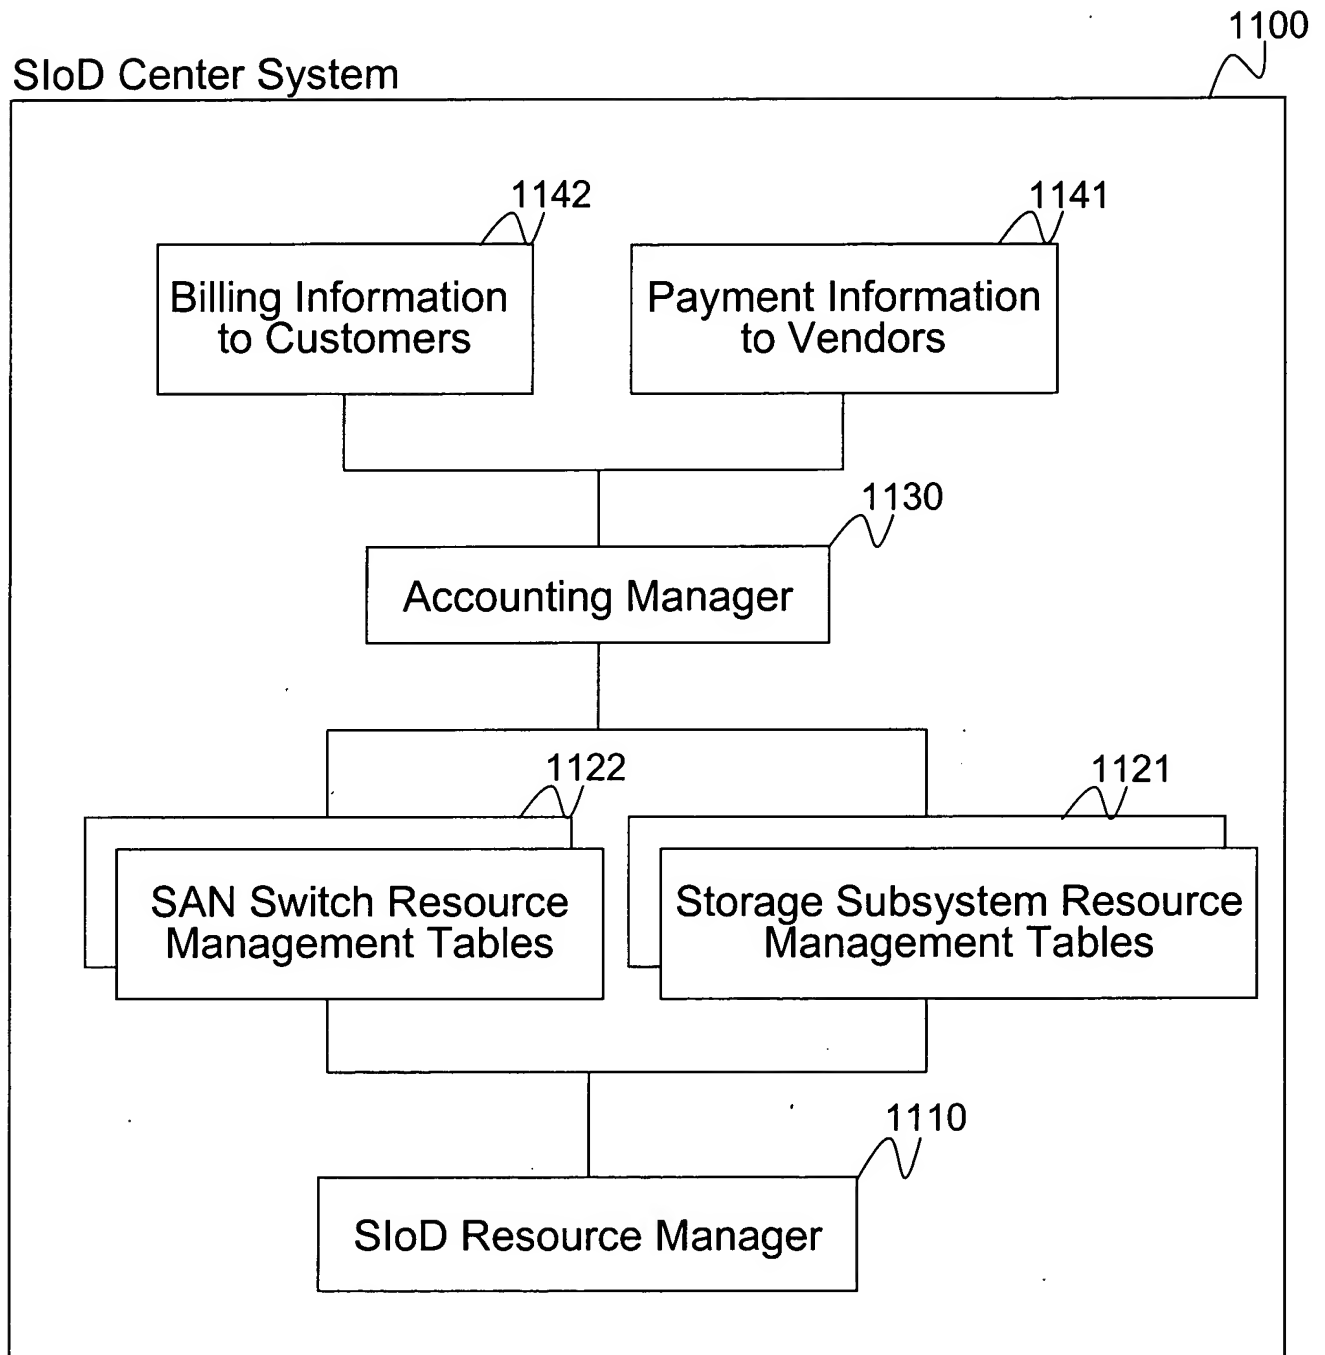 1100
SIoD Center System
1142
1141
Billing Information
to Customers
Payment Information
to Vendors
1130
Accounting Manager
1122
1121
SAN Switch Resource
Management Tables
Storage Subsystem Resource
Management Tables
1110
SIoD Resource Manager